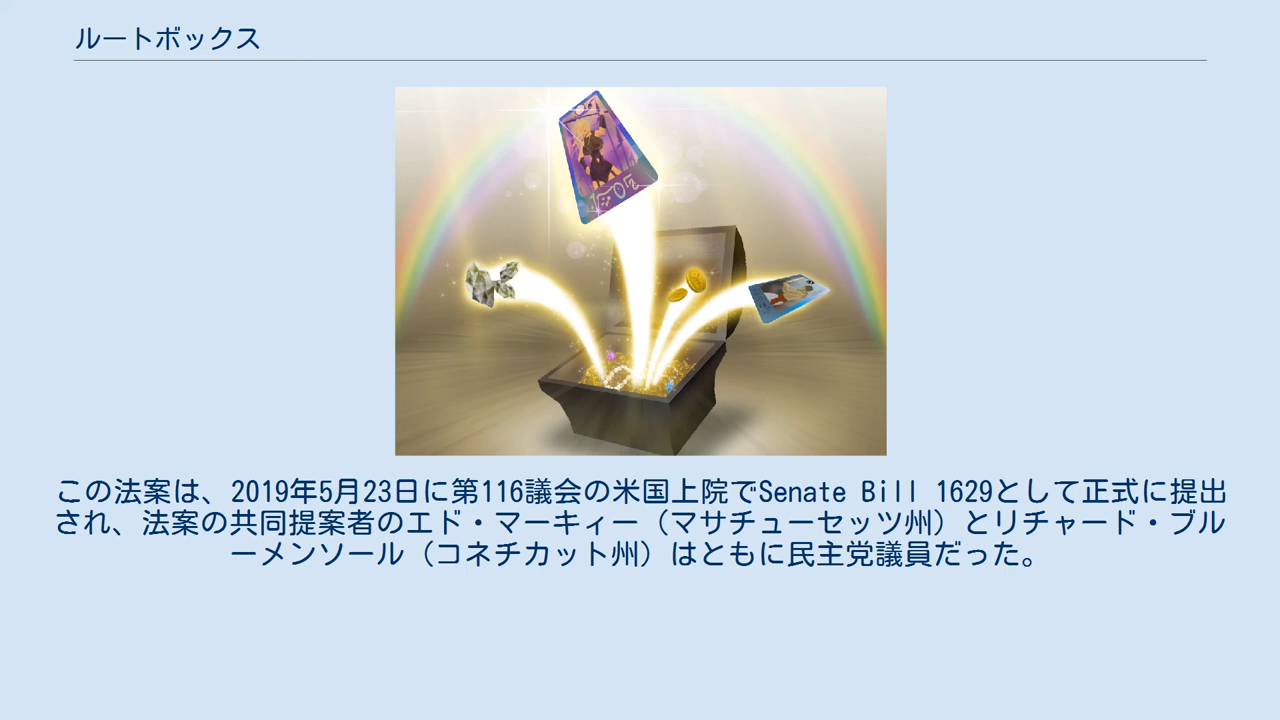 ルートボックス
この法案は、2019年5月23日に第116議会の米国上院でSenate Bill 1629として正式に提出
され、法案の共同提案者のエド・マーキィー（マサチューセッツ州）とリチャード・ブル
ーメンソール（コネチカット州）はともに民主党議員だった。